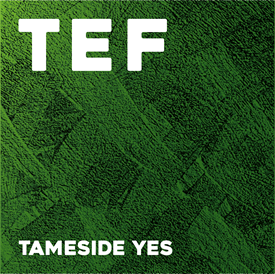 TEF
TAMESIDE YES